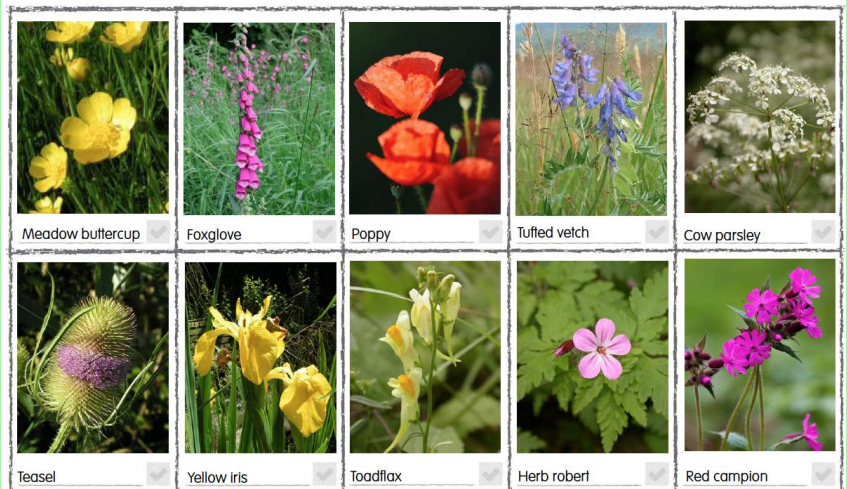 Meadow buttercup
Foxglove
Poppy
Tufted vetch
Cow parsley
Teasel
Yellow iris
Toadflax
Herb robert
Red campion